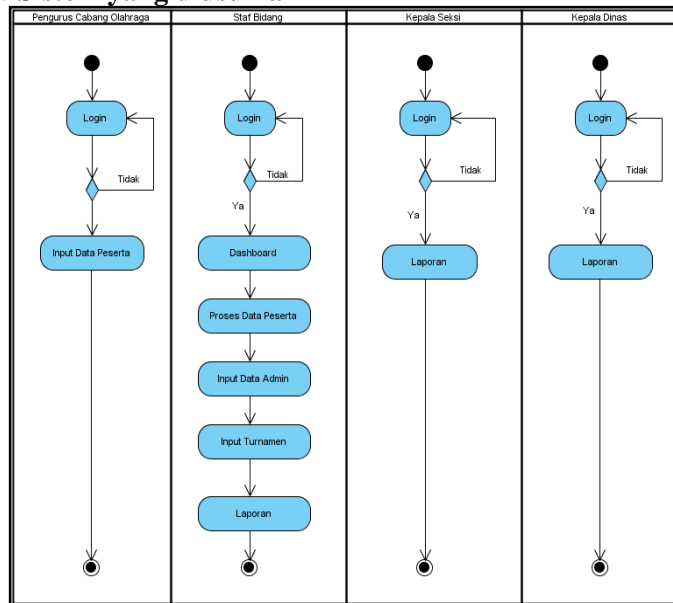 Pengurus Cabang Olahraga
Staf Bidang
Kepala Seksi
Kepala Dinas
Login
Tidak
Input Data Peserta
Login
Tidak
Ya
Dashboard
Proses Data Peserta
Input Data Admin
Input Turnamen
Laporan
Login
Tidak
Ya
Laporan
Login
Tidak
Ya
Laporan